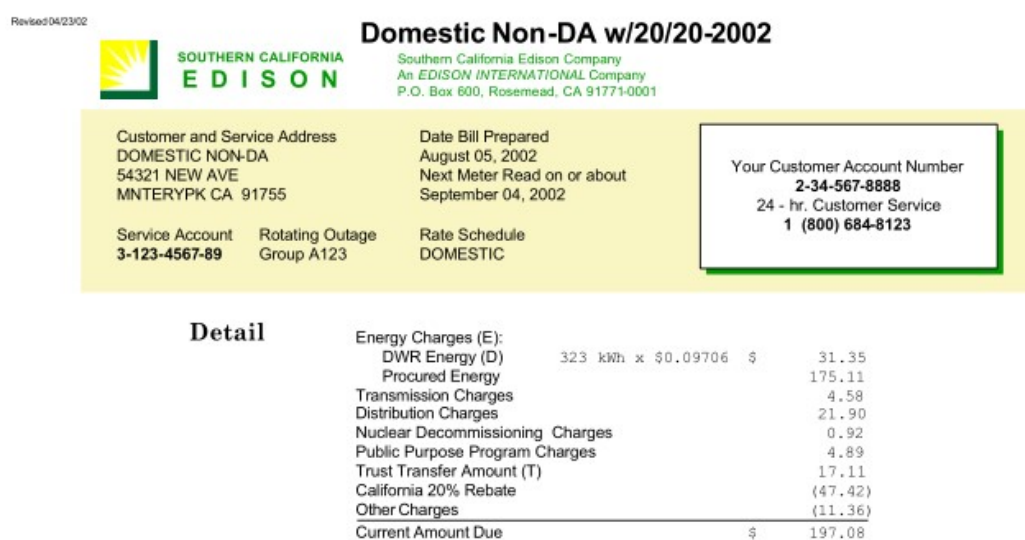 Revised 04/23/02
Domestic Non-DA w/20/20-2002
SOUTHERN CALIFORNIA
EDISON
Southern California Edison Company
An EDISON INTERNATIONAL Company
P.O. Box 600, Rosemead, CA 91771-0001
Customer and Service Address
DOMESTIC NON-DA
54321 NEW AVE
MNTERYPK CA 91755
Date Bill Prepared
August 05, 2002
Next Meter Read on or about
September 04, 2002
Your Customer Account Number
2-34-567-8888
24 - hr. Customer Service
1 (800) 684-8123
Service Account
3-123-4567-89
Rotating Outage
Group A123
Rate Schedule
DOMESTIC
Detail
Energy Charges (E):
DWR Energy (D) 323 kWh x $0.09706 $ 31.35
Procured Energy 175.11
Transmission Charges 4.58
Distribution Charges 21.90
Nuclear Decommissioning Charges 0.92
Public Purpose Program Charges 4.89
Trust Transfer Amount (T) 17.11
California 20% Rebate (47.42)
Other Charges (11.36)
Current Amount Due $ 197.08